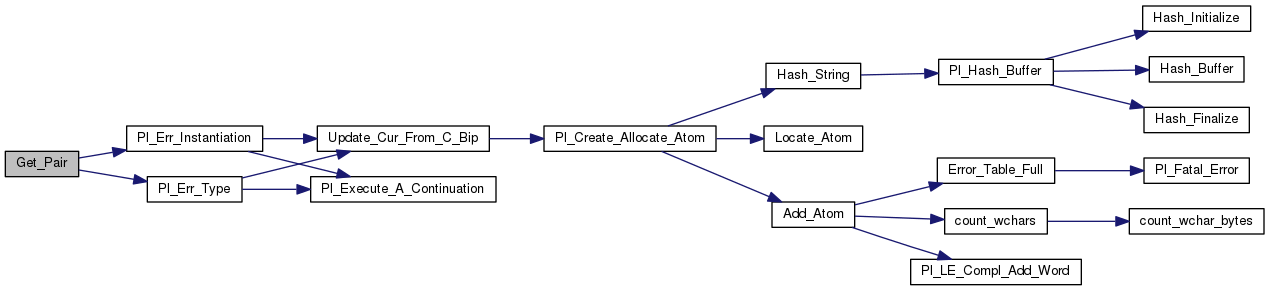 Get_Pair
Pl_Err_Instantiation
Pl_Err_Type
Update_Cur_From_C_Bip
Pl_Execute_A_Continuation
Pl_Create_Allocate_Atom
Hash_String
Locate_Atom
Add_Atom
Pl_Hash_Buffer
Error_Table_Full
count_wchars
Pl_LE_Compl_Add_Word
Hash_Initialize
Hash_Buffer
Hash_Finalize
Pl_Fatal_Error
count_wchar_bytes